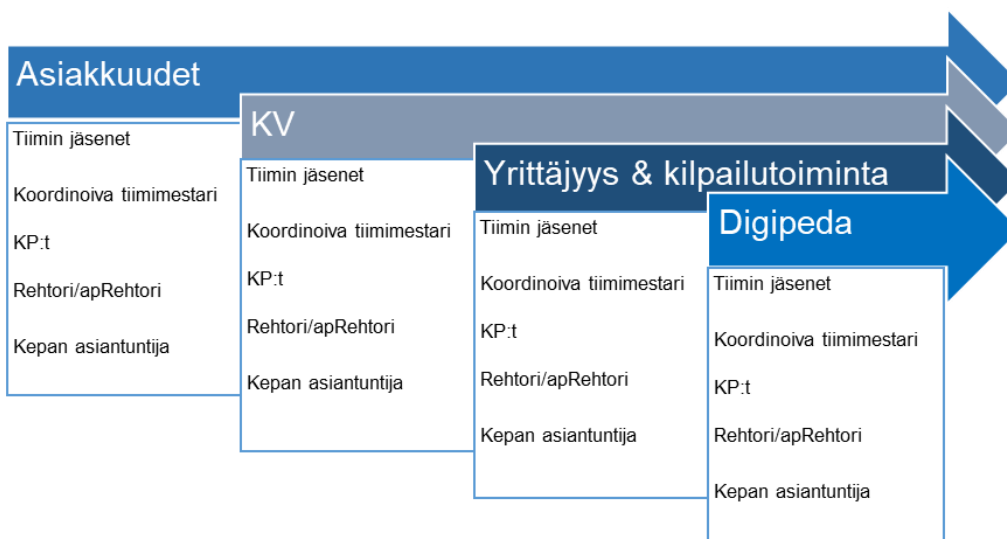 Asiakkuudet
Tiimin jäsenet
Koordinoiva tiimimestari
KP:t
Rehtori/apRehtori
Kepan asiantuntija
KV
Tiimin jäsenet
Koordinoiva tiimimestari
KP:t
Rehtori/apRehtori
Kepan asiantuntija
Yrittäjyys & kilpailutoiminta
Tiimin jäsenet
Koordinoiva tiimimestari
KP:t
Rehtori/apRehtori
Kepan asiantuntija
Digipeda
Tiimin jäsenet
Koordinoiva tiimimestari
KP:t
Rehtori/apRehtori
Kepan asiantuntija